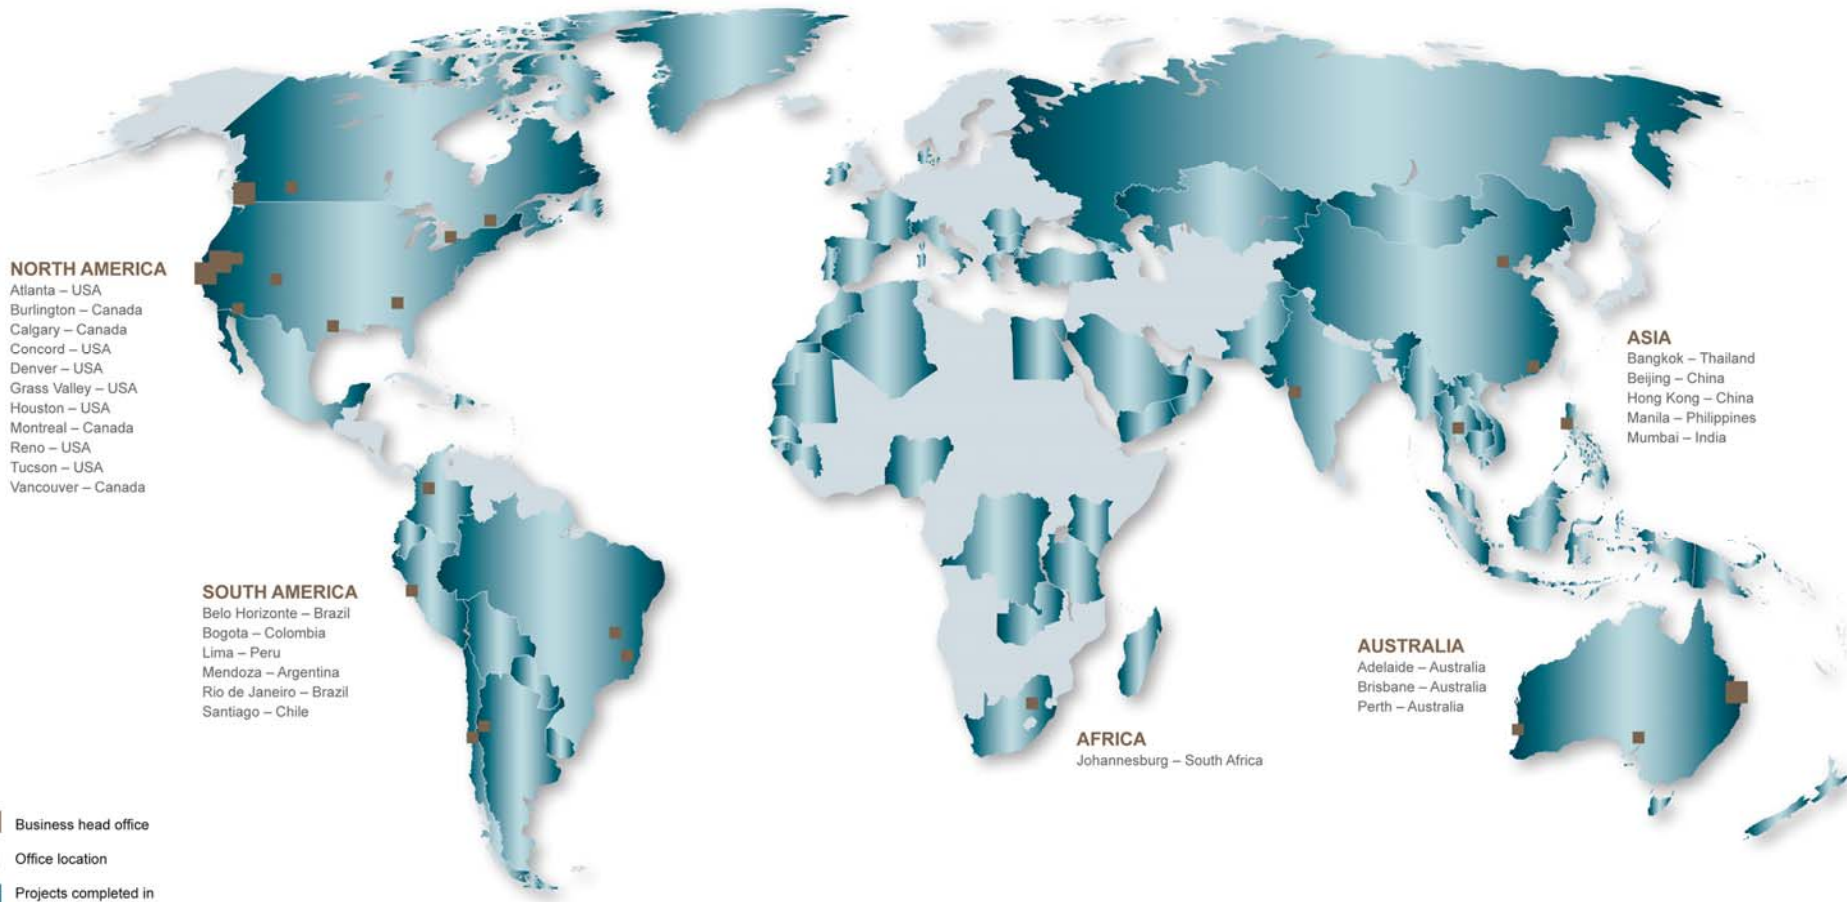 NORTH AMERICA
Atlanta – USA
Burlington – Canada
Calgary – Canada
Concord – USA
Denver – USA
Grass Valley – USA
Houston – USA
Montreal – Canada
Reno – USA
Tucson – USA
Vancouver – Canada
SOUTH AMERICA
Belo Horizonte – Brazil
Bogota – Colombia
Lima – Peru
Mendoza – Argentina
Rio de Janeiro – Brazil
Santiago – Chile
AFRICA
Johannesburg – South Africa
ASIA
Bangkok – Thailand
Beijing – China
Hong Kong – China
Manila – Philippines
Mumbai – India
AUSTRALIA
Adelaide – Australia
Brisbane – Australia
Perth – Australia
Business head office
Office location
Projects completed in